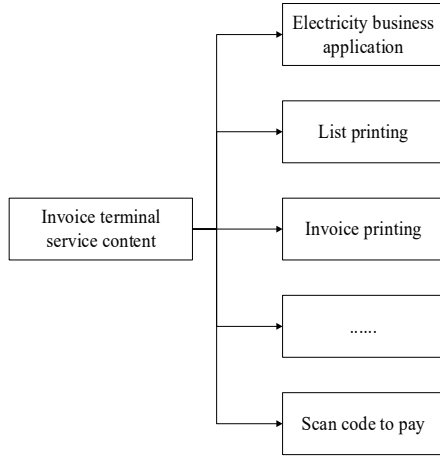 Electricity business
application
List printing
Invoice terminal
service content
Invoice printing
......
Scan code to pay